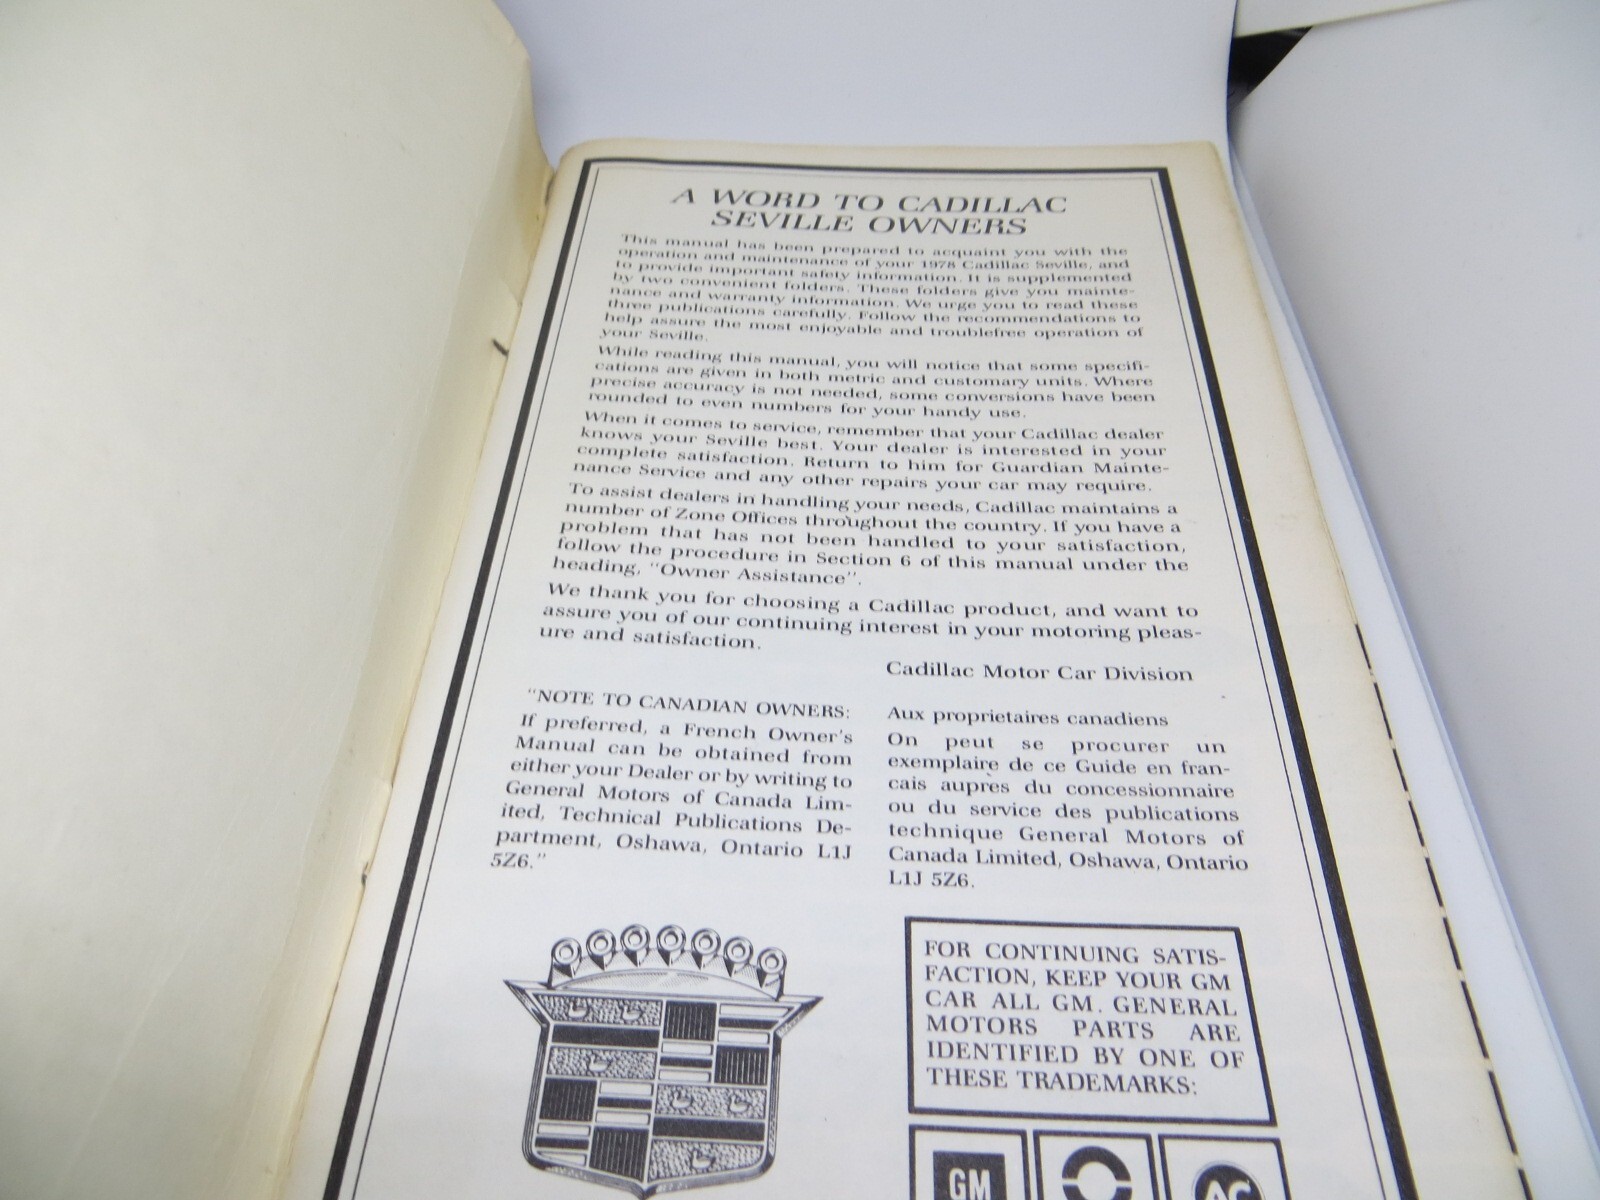 A WORD TO CADILLAC
SEVILLE OWNERS
This manual has been prepared to acquaint you with the
operation and maintenance of your 1978 Cadillac Seville, and
to provide important safety information. It is supplemented
by two convenient folders. These folders give you mainte-
nance and warranty information. We urge you to read these
three publications carefully. Follow the recommendations to
help assure the most enjoyable and troublefree operation of
your Seville.
While reading this manual, you will notice that some specifi-
cations are given in both metric and customary units. Where
precise accuracy is not needed, some conversions have been
rounded to even numbers for your handy use.
When it comes to service, remember that your Cadillac dealer
knows your Seville best. Your dealer is interested in your
complete satisfaction. Return to him for Guardian Mainte-
nance Service and any other repairs your car may require.
To assist dealers in handling your needs, Cadillac maintains a
number of Zone Offices throughout the country. If you have a
problem that has not been handled to your satisfaction,
follow the procedure in Section 6 of this manual under the
heading, "Owner Assistance".
We thank you for choosing a Cadillac product, and want to
assure you of our continuing interest in your motoring pleas-
ure and satisfaction.
Cadillac Motor Car Division
"NOTE TO CANADIAN OWNERS:
If preferred, a French Owner's
Manual can be obtained from
either your Dealer or by writing to
General Motors of Canada Lim-
ited, Technical Publications De-
partment, Oshawa, Ontario L1J
5Z6."
Aux proprietaires canadiens
On peut se procurer un
exemplaire de ce Guide en fran-
cais auprès du concessionnaire
ou du service des publications
technique General Motors of
Canada Limited, Oshawa, Ontario
L1J 5Z6.
FOR CONTINUING SATIS-
FACTION, KEEP YOUR GM
CAR ALL GM. GENERAL
MOTORS PARTS ARE
IDENTIFIED BY ONE OF
THESE TRADEMARKS:
GM
AC